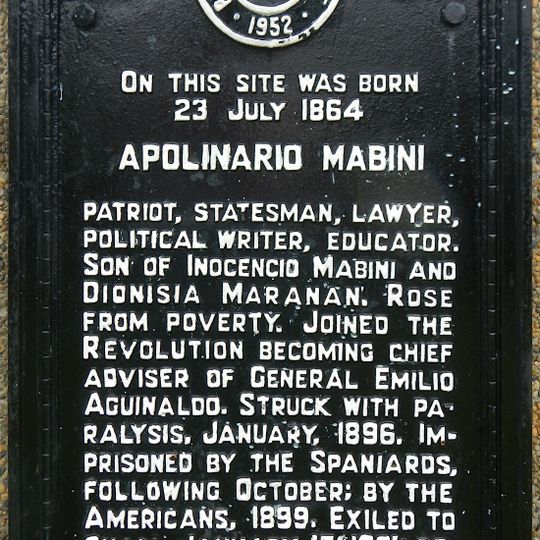 1952
ON THIS SITE WAS BORN
23 JULY 1864
APOLINARIO MABINI
PATRIOT, STATESMAN, LAWYER,
POLITICAL WRITER, EDUCATOR.
SON OF INOCENCIO MABINI AND
DIONISIA MARANAN. ROSE
FROM POVERTY. JOINED THE
REVOLUTION BECOMING CHIEF
ADVISER OF GENERAL EMILIO
AGUINALDO. STRUCK WITH PA-
RALYSIS, JANUARY, 1896. IM-
PRISONED BY THE SPANIARDS,
FOLLOWING OCTOBER; BY THE
AMERICANS, 1899. EXILED TO